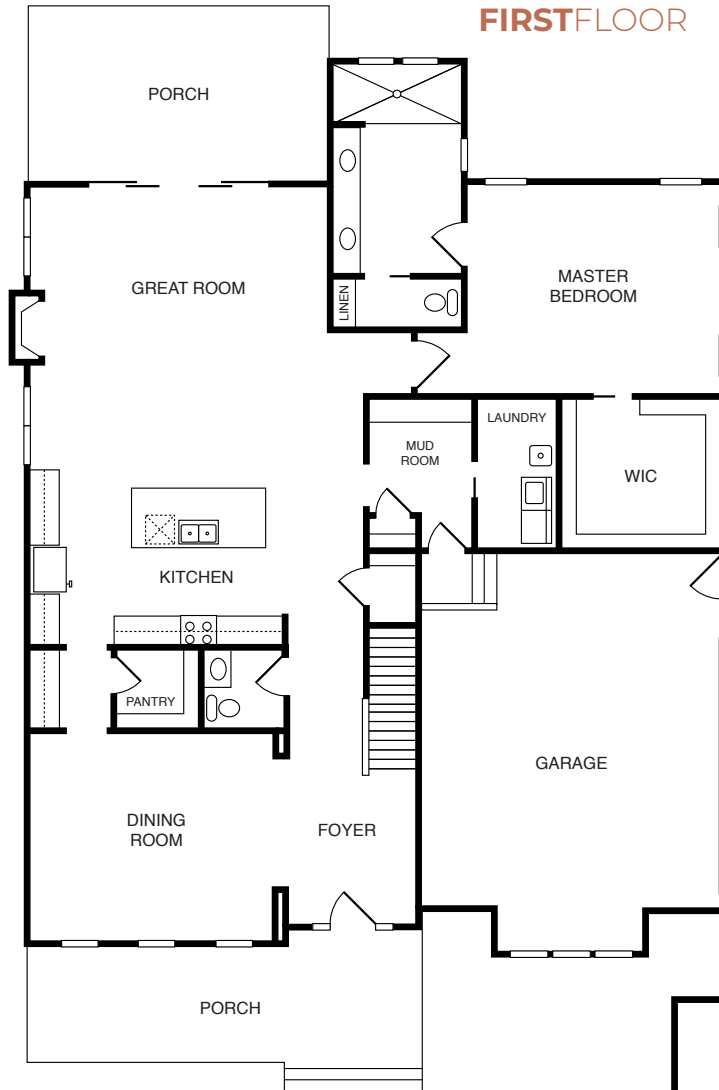 FIRSTFLOOR
PORCH
GREAT ROOM
LINEN
MASTER
BEDROOM
LAUNDRY
MUD
ROOM
WIC
KITCHEN
PANTRY
GARAGE
DINING
ROOM
FOYER
PORCH